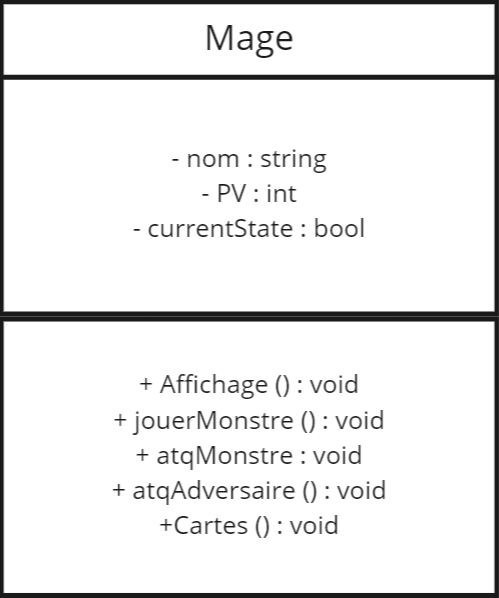 Mage
- nom : string
- PV : int
- currentState : bool
+ Affichage () : void
+ jouerMonstre () : void
+ atqMonstre : void
+ atqAdversaire () : void
+Cartes () : void